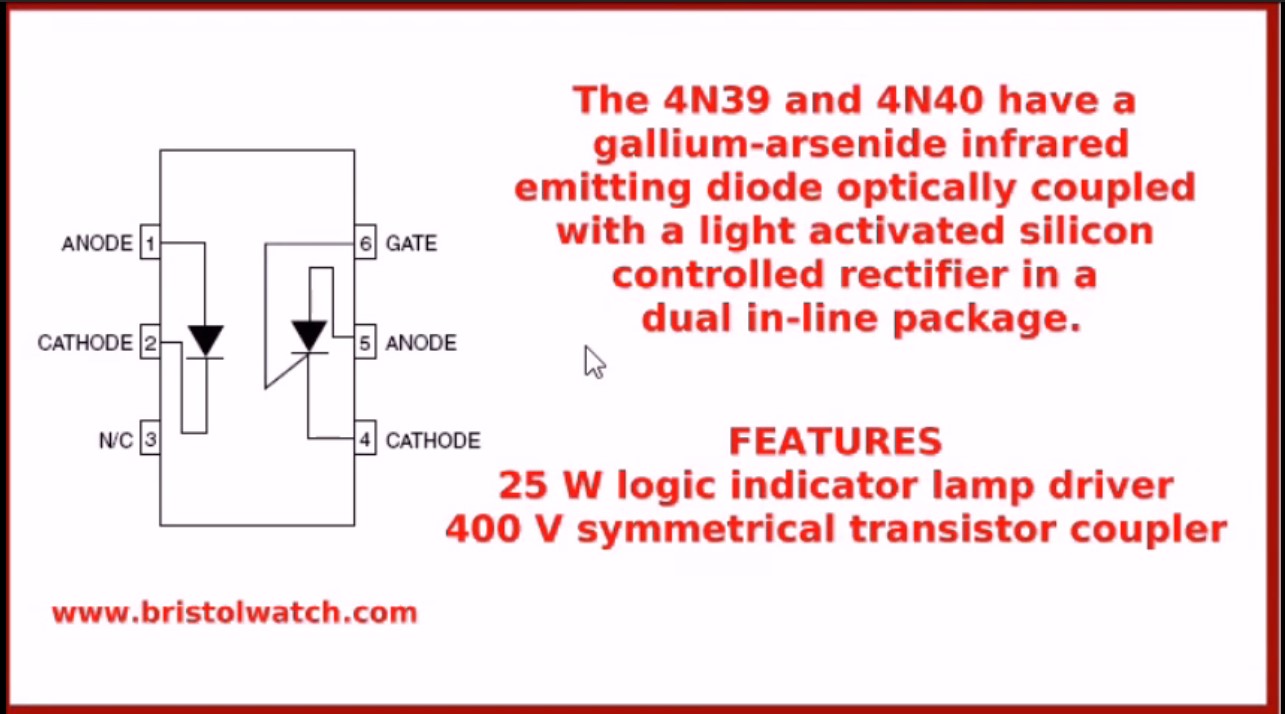 The 4N39 and 4N40 have a
gallium-arsenide infrared
emitting diode optically coupled
with a light activated silicon
controlled rectifier in a
dual in-line package.
ANODE 1
6 GATE
CATHODE 2
5 ANODE
N/C 3
4 CATHODE
FEATURES
25 W logic indicator lamp driver
400 V symmetrical transistor coupler
www.bristolwatch.com